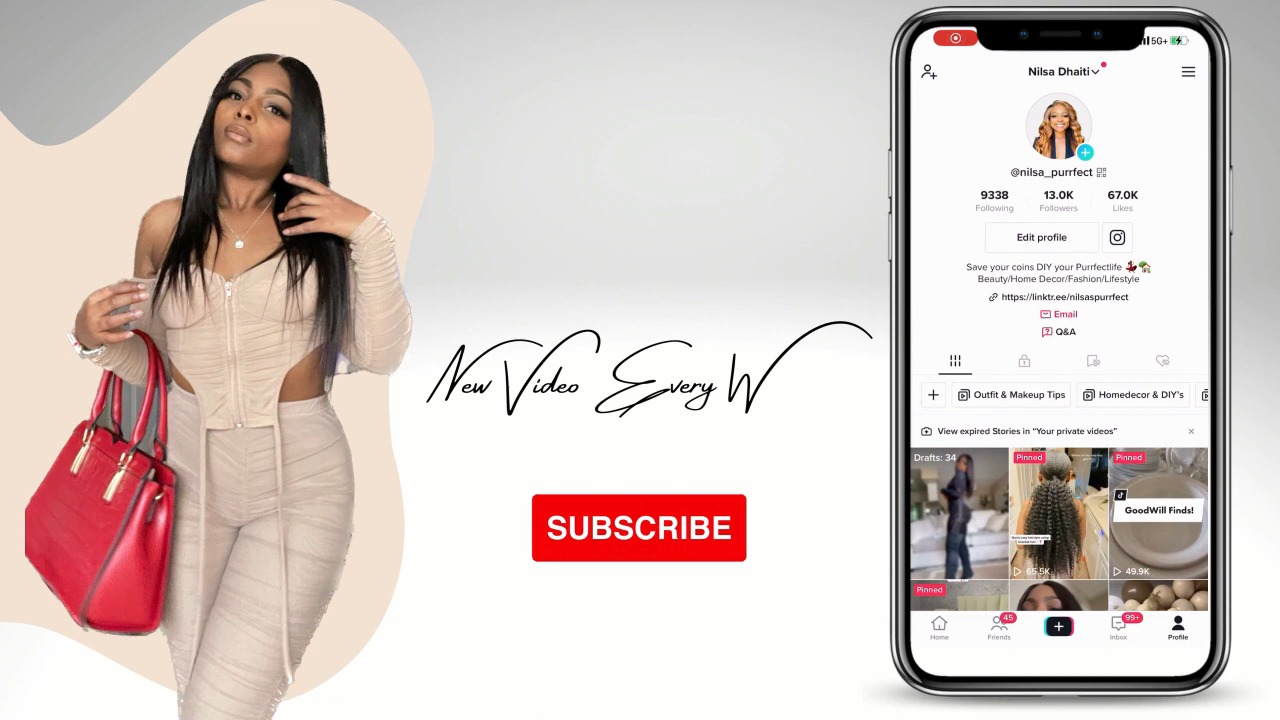 New Video Every W
SUBSCRIBE
5G+
Nilsa Dhaiti
@nilsa_purrfect
9338 13.0K 67.0K
Following Followers Likes
Edit profile
Save your coins DIY your Purrfectlife 💃🏡
Beauty/Home Decor/Fashion/Lifestyle
https://linktr.ee/nilsaspurrfect
Email
Q&A
Outfit & Makeup Tips Homedecor & DIY's
View expired Stories in “Your private videos”
Drafts: 34 Pinned Pinned
GoodWill Finds!
65.5K 49.9K
Pinned
45 99+
Home Friends Inbox Profile